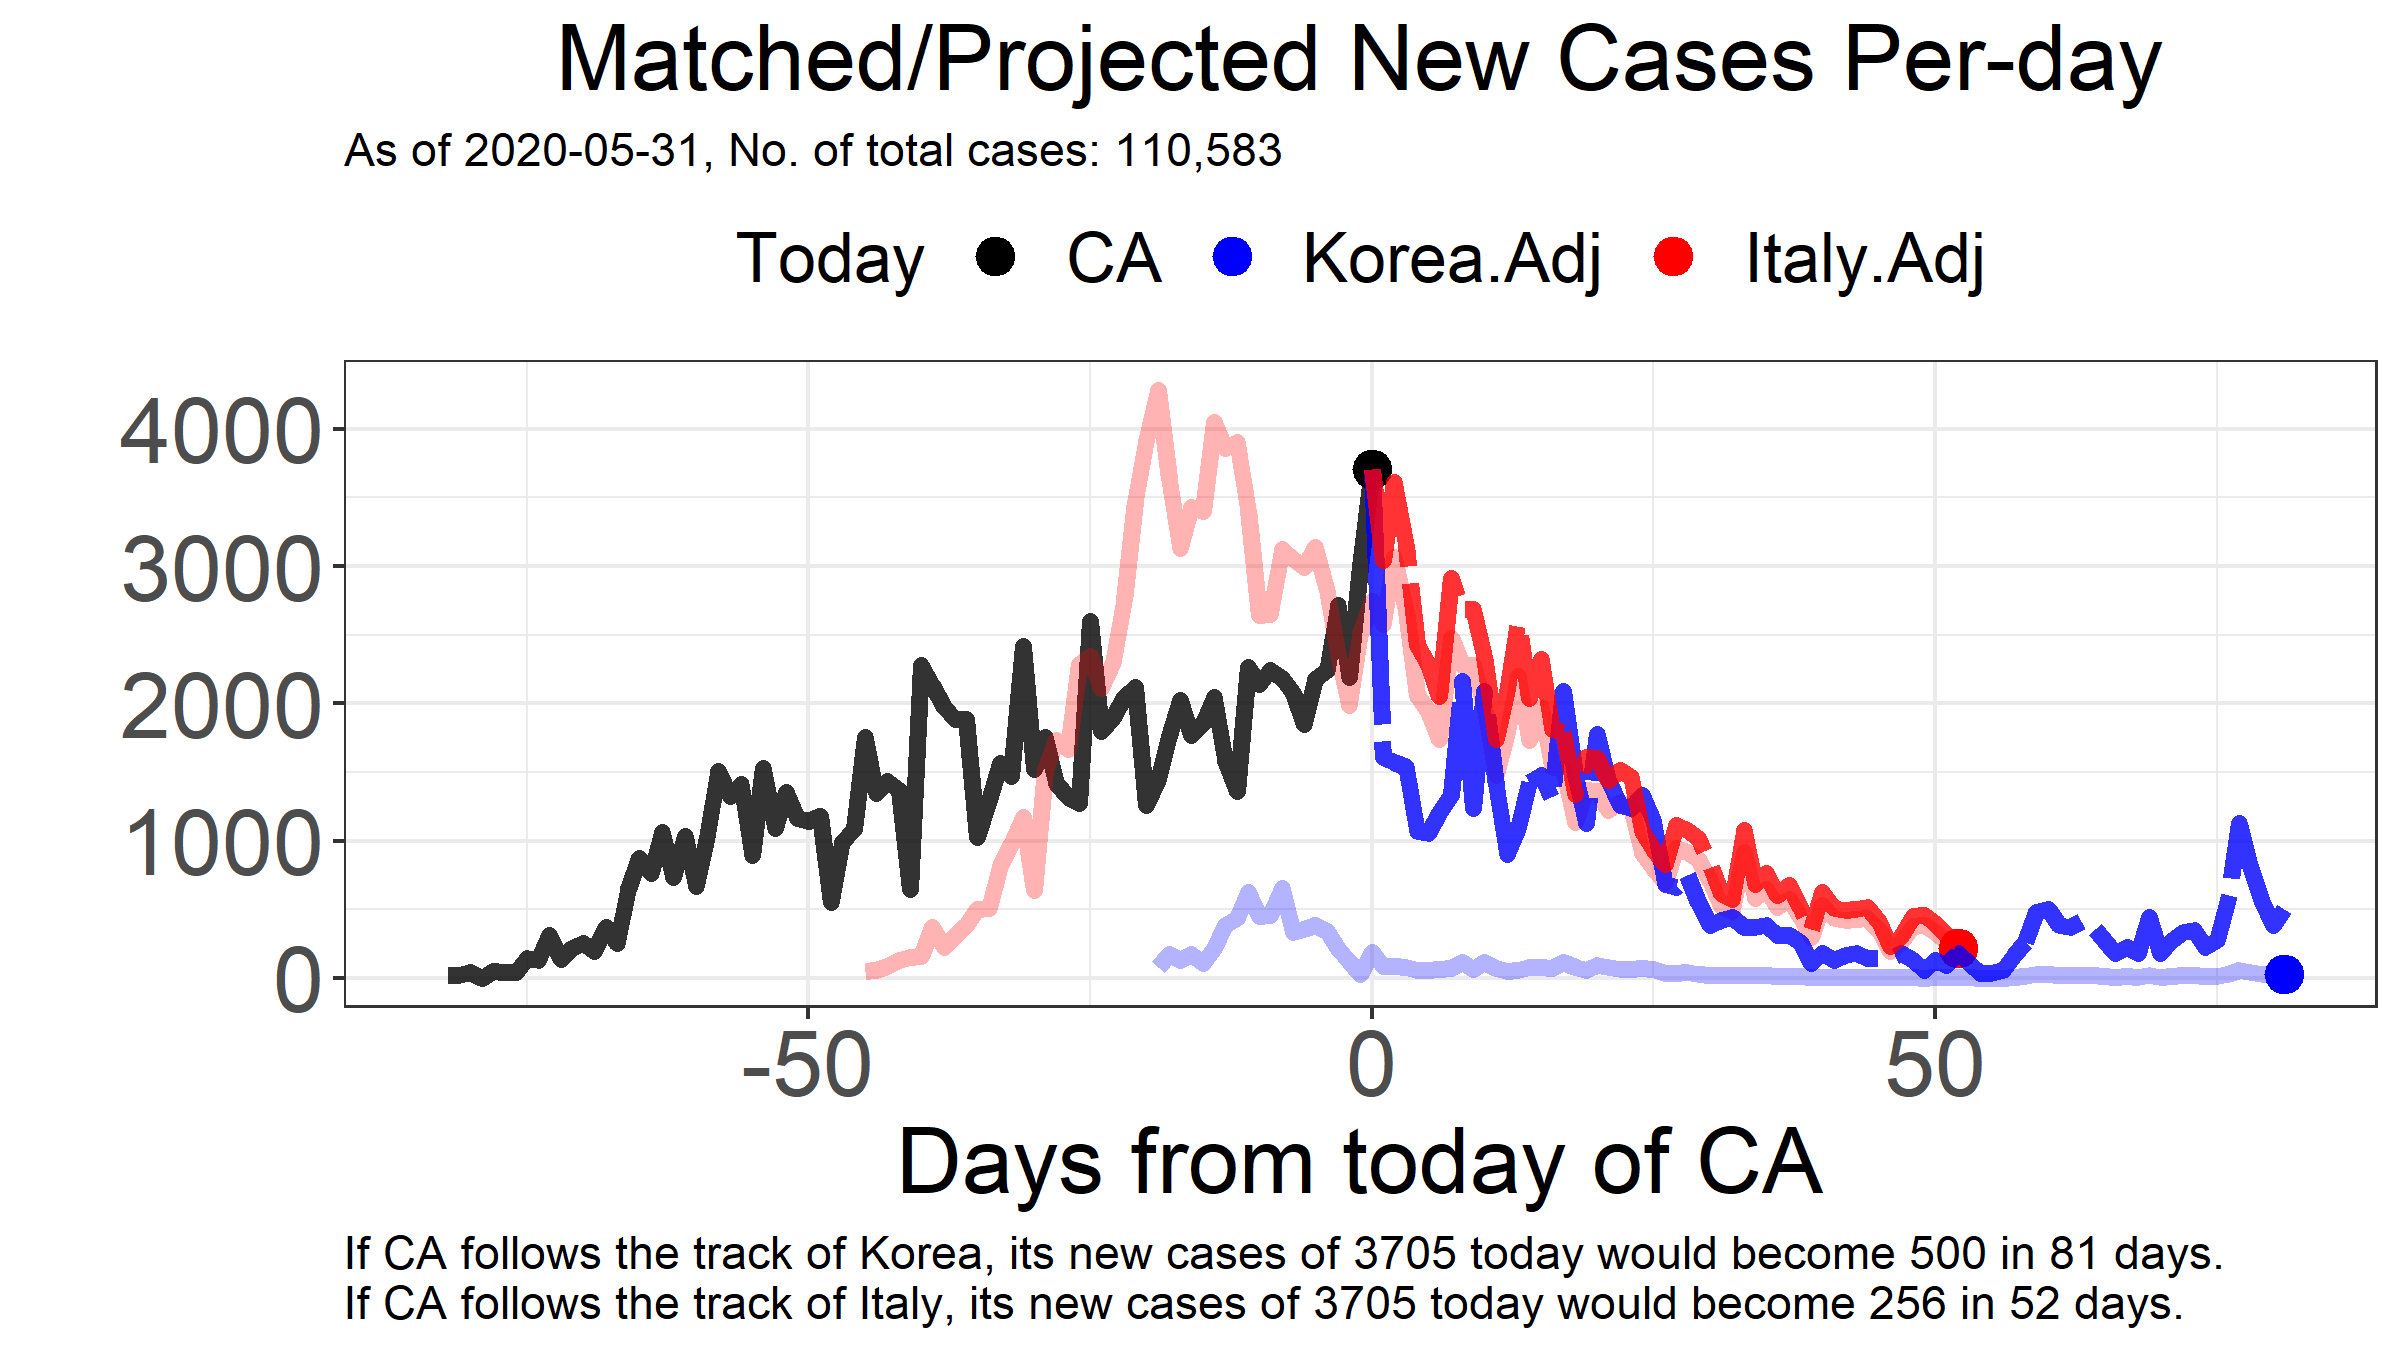 Matched/Projected New Cases Per-day
As of 2020-05-31, No. of total cases: 110,583
Today CA Korea.Adj Italy.Adj
4000
3000
2000
1000
0
-50 0 50
Days from today of CA
If CA follows the track of Korea, its new cases of 3705 today would become 500 in 81 days.
If CA follows the track of Italy, its new cases of 3705 today would become 256 in 52 days.